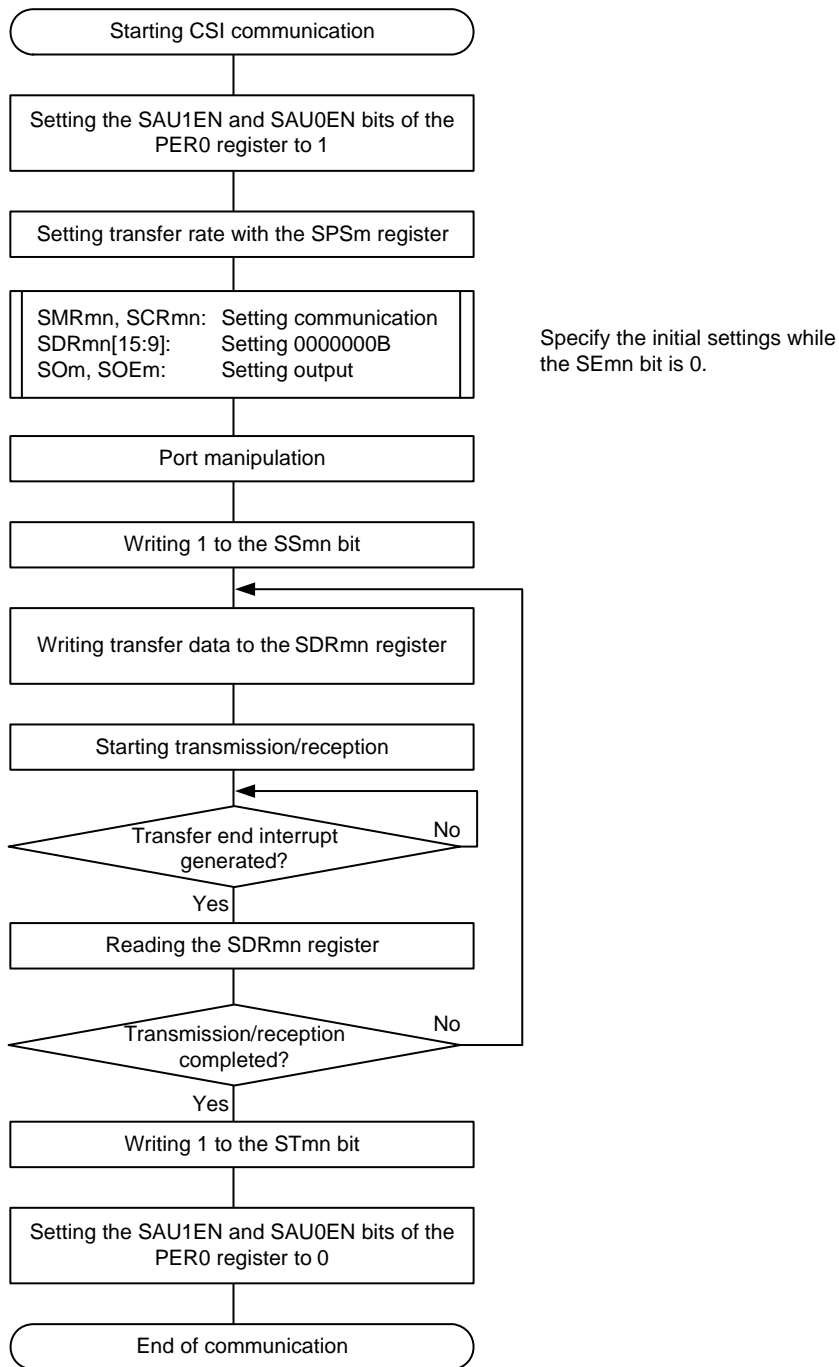 Starting CSI communication
Setting the SAU1EN and SAU0EN bits of the
PER0 register to 1
Setting transfer rate with the SPSm register
SMRmn, SCRmn: Setting communication
SDRmn[15:9]: Setting 0000000B
SOm, SOEm: Setting output
Specify the initial settings while
the SEmn bit is 0.
Port manipulation
Writing 1 to the SSmn bit
Writing transfer data to the SDRmn register
Starting transmission/reception
Transfer end interrupt
generated?
No
Yes
Reading the SDRmn register
Transmission/reception
completed?
No
Yes
Writing 1 to the STmn bit
Setting the SAU1EN and SAU0EN bits of the
PER0 register to 0
End of communication